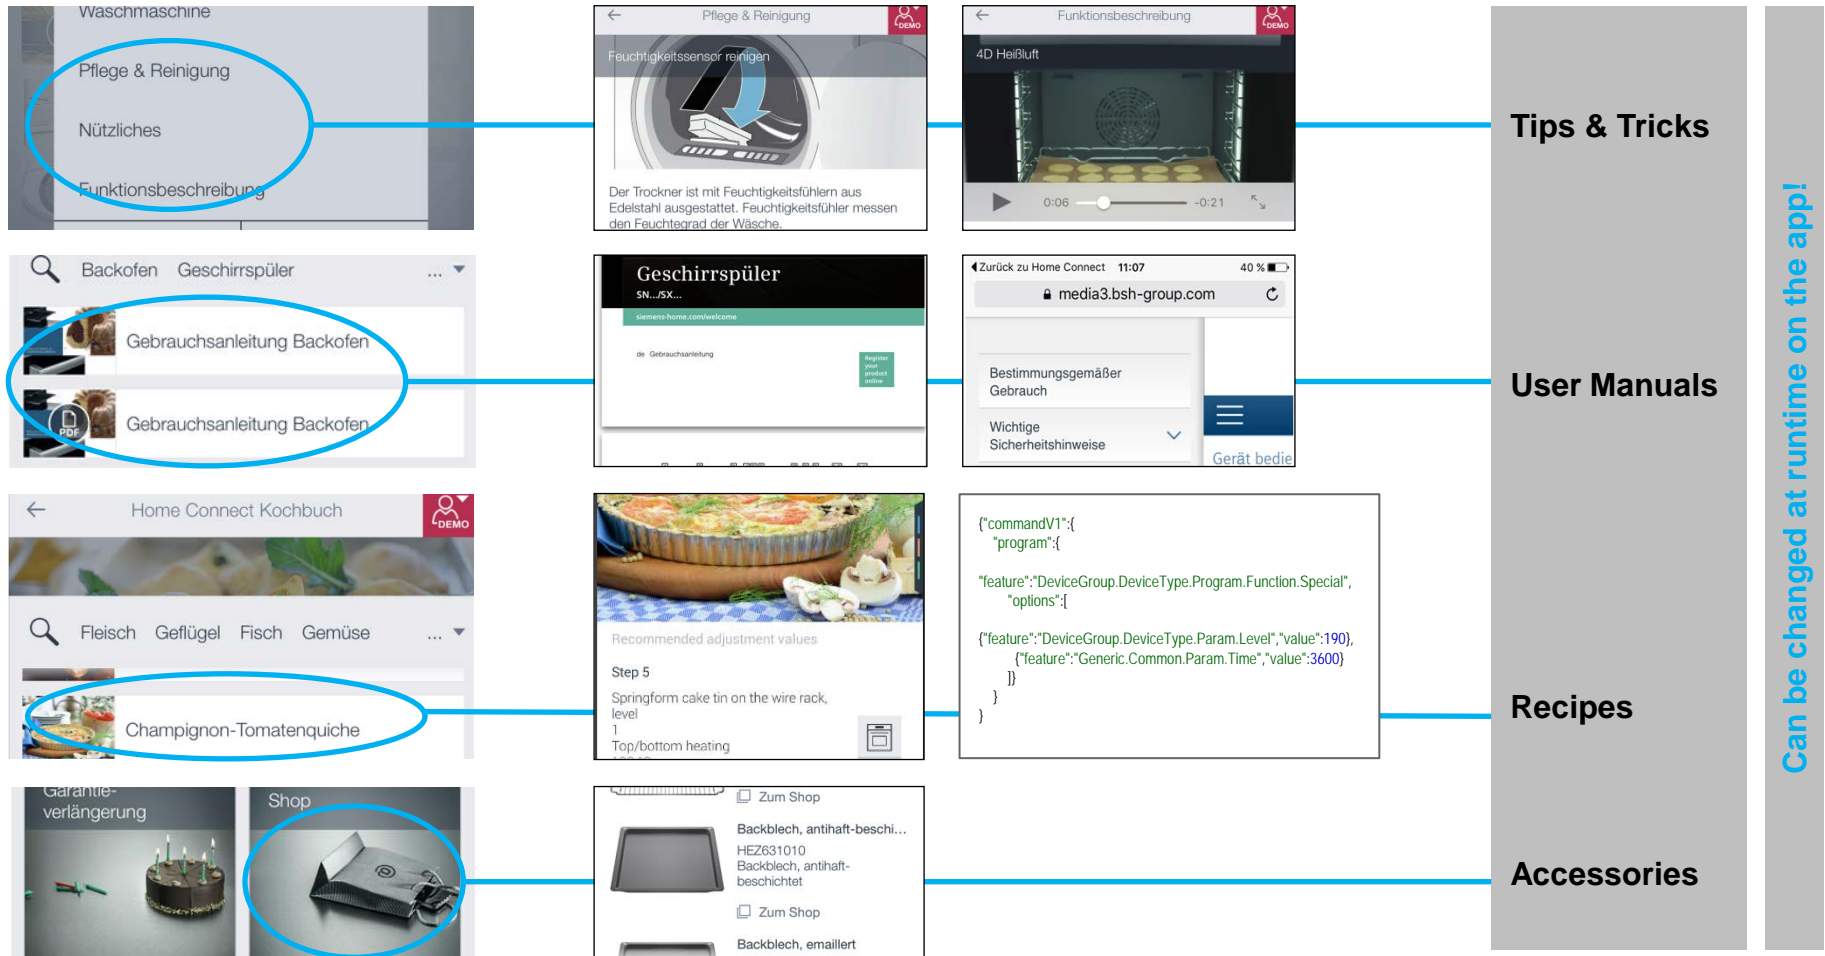 Waschmaschine
Pflege & Reinigung
Nützliches
Funktionsbeschreibung
Pflege & Reinigung
DEMO
Feuchtigkeitssensor reinigen
Der Trockner ist mit Feuchtigkeitsfühlern aus
Edelstahl ausgestattet. Feuchtigkeitsfühler messen
den Feuchtegrad der Wäsche.
Funktionsbeschreibung
DEMO
4D Heißluft
0:06
-0:21
Tips & Tricks
Backofen Geschirrspüler ...
Gebrauchsanleitung Backofen
PDF
Gebrauchsanleitung Backofen
Geschirrspüler
SN.../SX...
siemens-home.com/welcome
de Gebrauchsanleitung
Register
your
product
online
Zurück zu Home Connect 11:07 40 %
media3.bsh-group.com
Bestimmungsgemäßer
Gebrauch
Wichtige
Sicherheitshinweise
Gerät bedie
User Manuals
Home Connect Kochbuch
DEMO
Fleisch Geflügel Fisch Gemüse ...
Champignon-Tomatenquiche
Recommended adjustment values
Step 5
Springform cake tin on the wire rack,
level
1
Top/bottom heating
{"commandV1":{
"program":{
"feature":"DeviceGroup.DeviceType.Program.Function.Special",
"options":[
{"feature":"DeviceGroup.DeviceType.Param.Level","value":190},
{"feature":"Generic.Common.Param.Time","value":3600}
]}
}
}
Recipes
Garantie-
verlängerung
Shop
@
Zum Shop
Backblech, antihaft-beschi...
HEZ631010
Backblech, antihaft-
beschichtet
Zum Shop
Backblech, emaillert
Accessories
Can be changed at runtime on the app!